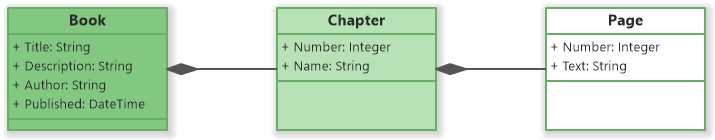 Book
+ Title: String
+ Description: String
+ Author: String
+ Published: DateTime
Chapter
+ Number: Integer
+ Name: String
Page
+ Number: Integer
+ Text: String